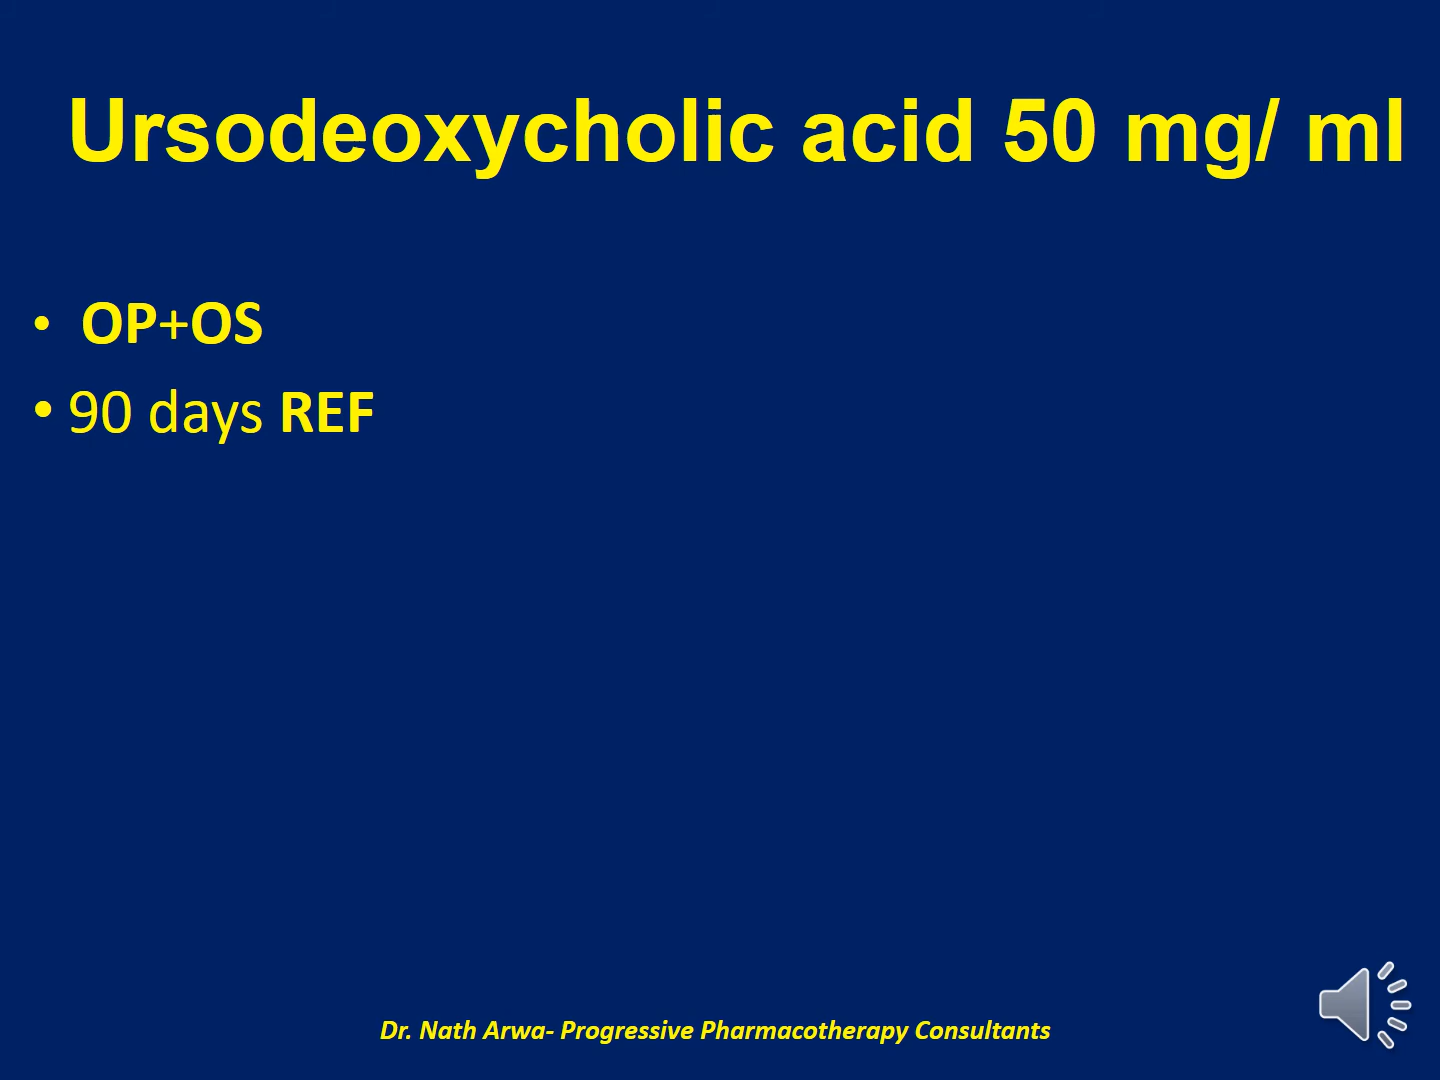 Ursodeoxycholic acid 50 mg/ ml
• OP+OS
• 90 days REF
Dr. Nath Arwa- Progressive Pharmacotherapy Consultants